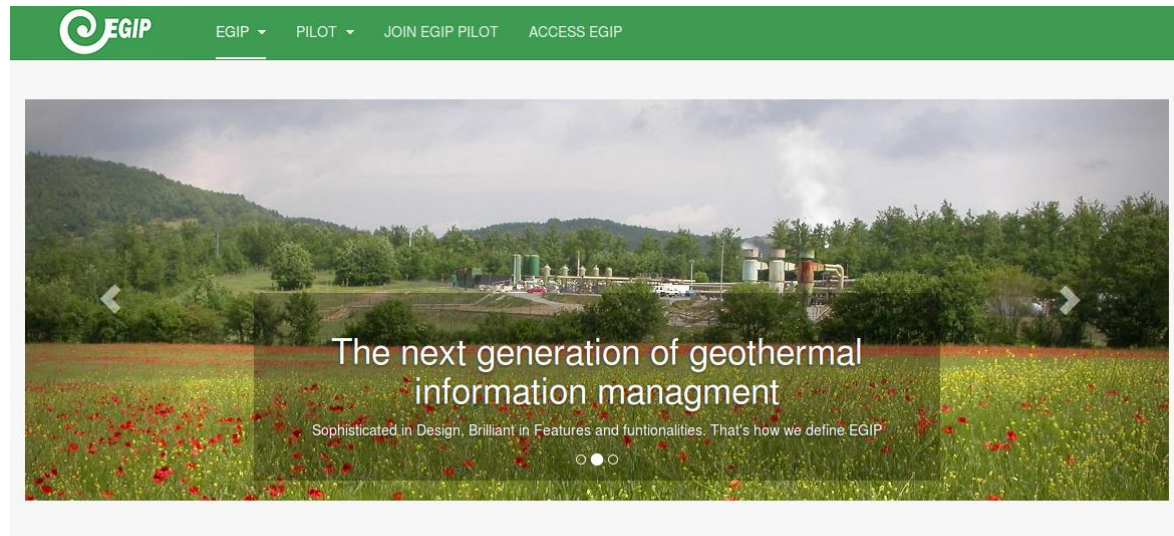 EGIP
EGIP PILOT JOIN EGIP PILOT ACCESS EGIP
The next generation of geothermal
information managment
Sophisticated in Design, Brilliant in Features and funtionalities. That's how we define EGIP